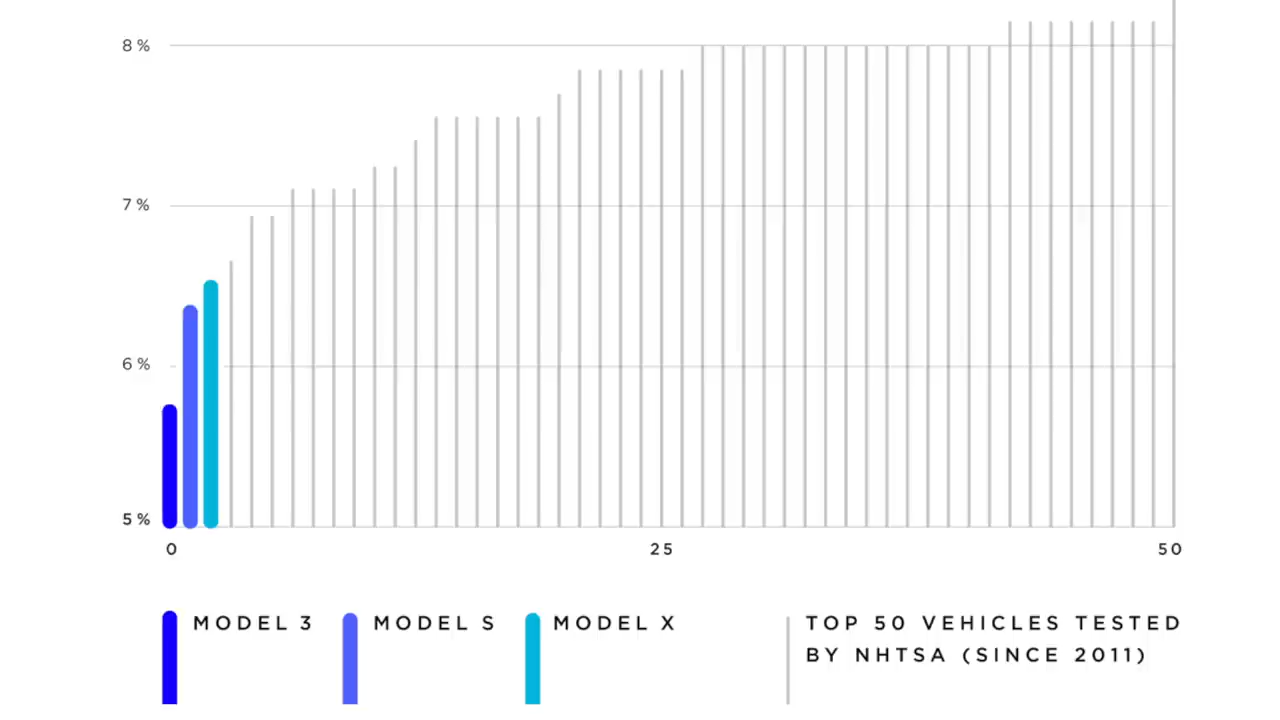 8 %
7 %
6 %
5 %
0 25 50
MODEL 3 MODEL S MODEL X TOP 50 VEHICLES TESTED
BY NHTSA (SINCE 2011)